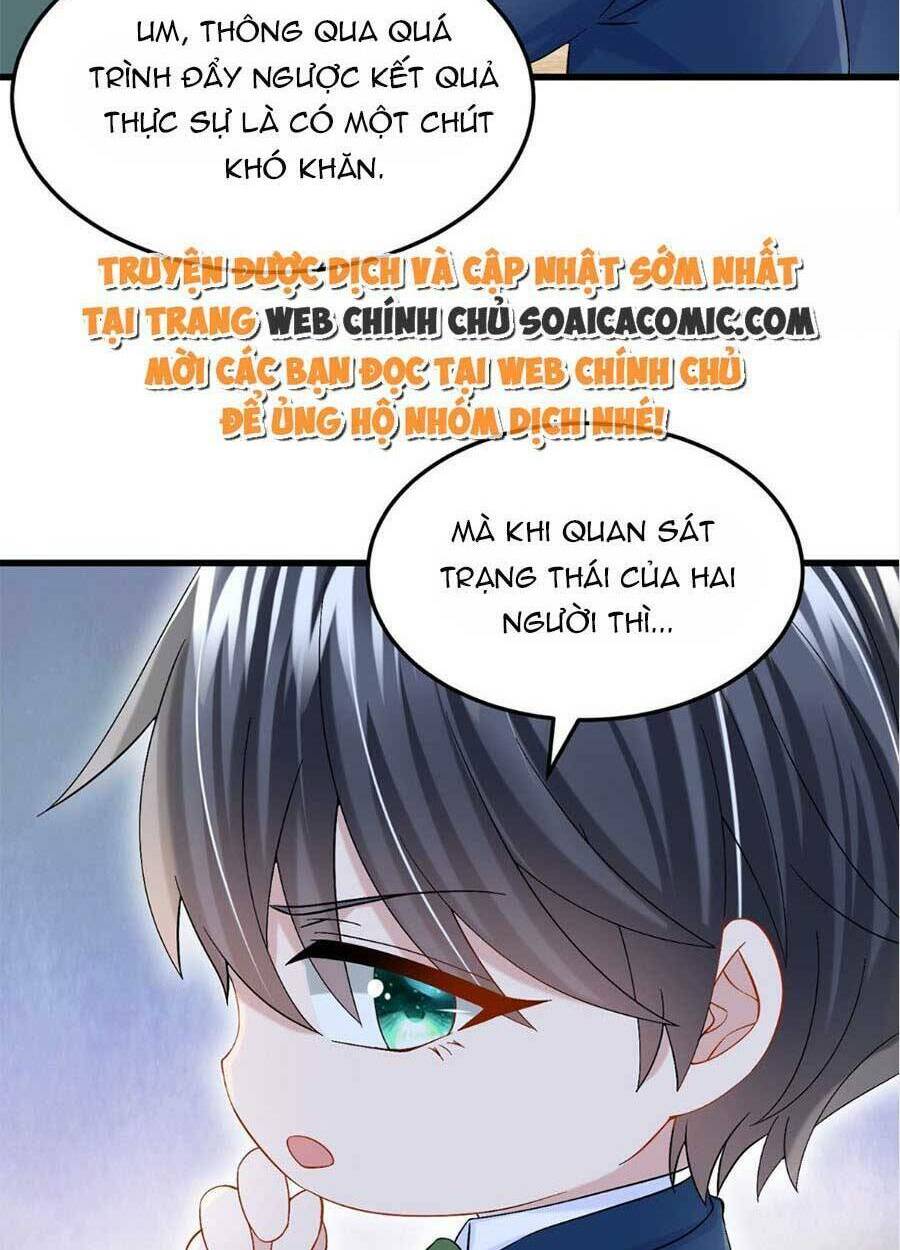 UM, THÔNG QUA QUÁ
TRÌNH ĐẨY NGƯỢC KẾT QUẢ
THỰC SỰ LÀ CÓ MỘT CHÚT
KHÓ KHĂN.
TRUYỆN ĐƯỢC DỊCH VÀ CẬP NHẬT SỚM NHẤT
TẠI TRANG WEB CHÍNH CHỦ SOAICACOMIC.COM
MỜI CÁC BẠN ĐỌC TẠI WEB CHÍNH CHỦ
ĐỂ ỦNG HỘ NHÓM DỊCH NHÉ!
MÀ KHI QUAN SÁT
TRẠNG THÁI CỦA HAI
NGƯỜI THÌ...